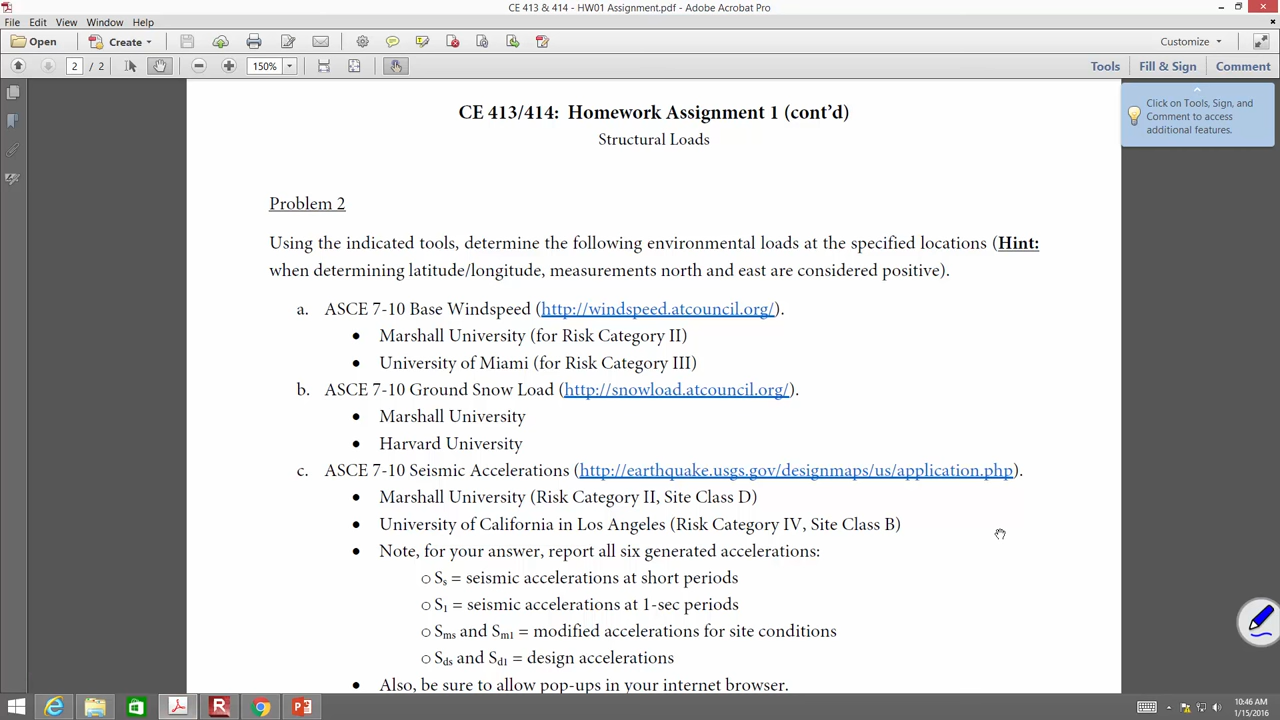 CE 413 & 414 - HW01 Assignment.pdf - Adobe Acrobat Pro
File Edit View Window Help
Open Create Customize
2 / 2 150% Tools Fill & Sign Comment
Click on Tools, Sign, and
Comment to access
additional features.
CE 413/414: Homework Assignment 1 (cont’d)
Structural Loads
Problem 2
Using the indicated tools, determine the following environmental loads at the specified locations (Hint:
when determining latitude/longitude, measurements north and east are considered positive).
a. ASCE 7-10 Base Windspeed (http://windspeed.atcouncil.org/).
• Marshall University (for Risk Category II)
• University of Miami (for Risk Category III)
b. ASCE 7-10 Ground Snow Load (http://snowload.atcouncil.org/).
• Marshall University
• Harvard University
c. ASCE 7-10 Seismic Accelerations (http://earthquake.usgs.gov/designmaps/us/application.php).
• Marshall University (Risk Category II, Site Class D)
• University of California in Los Angeles (Risk Category IV, Site Class B)
• Note, for your answer, report all six generated accelerations:
○ Ss = seismic accelerations at short periods
○ S1 = seismic accelerations at 1-sec periods
○ Sms and Sm1 = modified accelerations for site conditions
○ Sds and Sd1 = design accelerations
• Also, be sure to allow pop-ups in your internet browser.
10:46 AM
1/15/2016